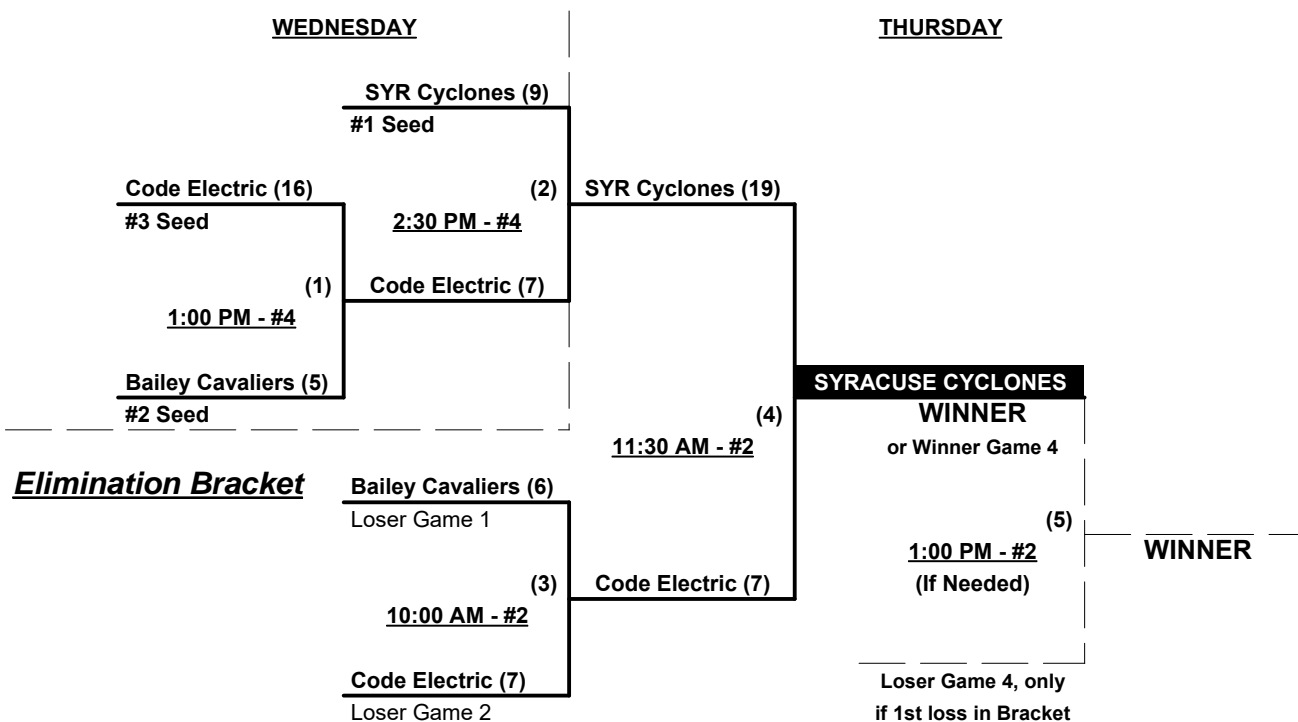 WEDNESDAY
THURSDAY
SYR Cyclones (9)
#1 Seed
Code Electric (16)
(2)
SYR Cyclones (19)
#3 Seed
2:30 PM - #4
(1)
Code Electric (7)
1:00 PM - #4
Bailey Cavaliers (5)
SYRACUSE CYCLONES
#2 Seed
(4)
WINNER
11:30 AM - #2
or Winner Game 4
Elimination Bracket
Bailey Cavaliers (6)
Loser Game 1
(5)
1:00 PM - #2
WINNER
(3)
Code Electric (7)
(If Needed)
10:00 AM - #2
Code Electric (7)
Loser Game 4, only
Loser Game 2
if 1st loss in Bracket